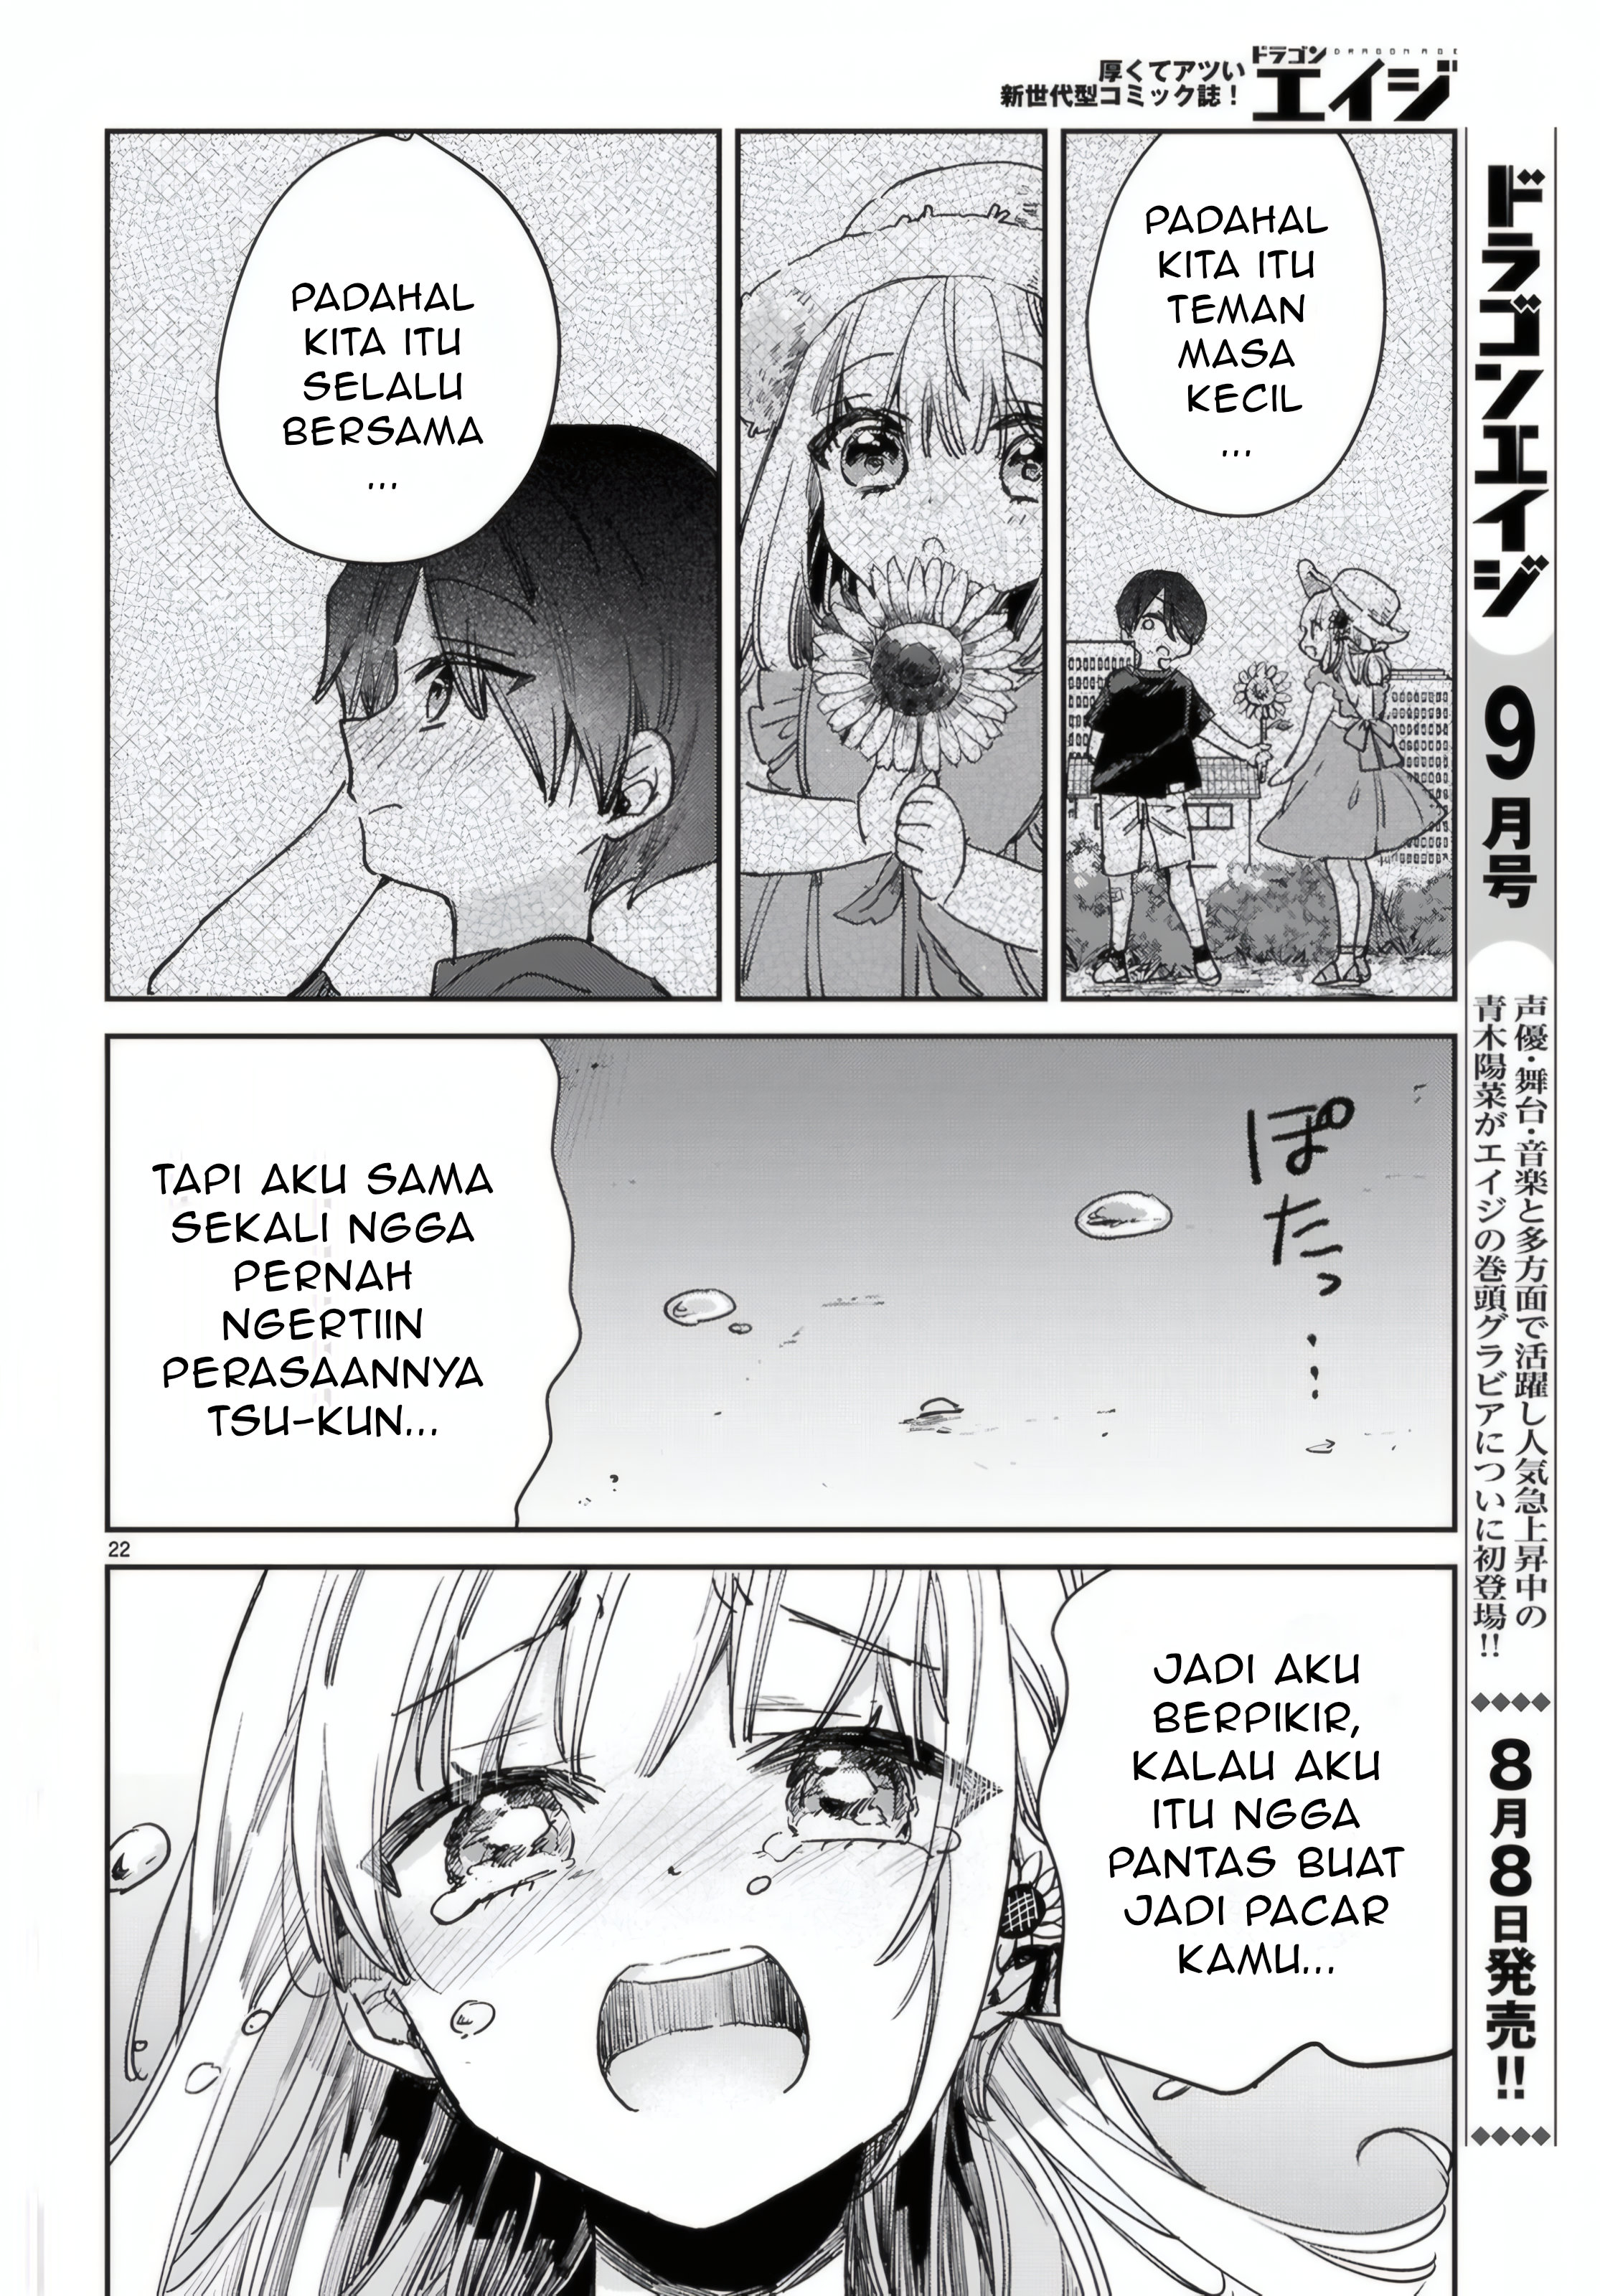 厚くてアツい
新世代型コミック誌！
ドラゴン
DRAGON AGE
エイジ
PADAHAL
KITA ITU
TEMAN
MASA
KECIL
...
PADAHAL
KITA ITU
SELALU
BERSAMA
...
ぽたっ…
TAPI AKU SAMA
SEKALI NGGA
PERNAH
NGERTIIN
PERASAANNYA
TSU-KUN...
22
JADI AKU
BERPIKIR,
KALAU AKU
ITU NGGA
PANTAS BUAT
JADI PACAR
KAMU...
ドラゴンエイジ
9月号
声優・舞台・音楽と多方面で活躍し人気急上昇中の
青木陽菜がエイジの巻頭グラビアについに初登場!!
8月8日発売!!